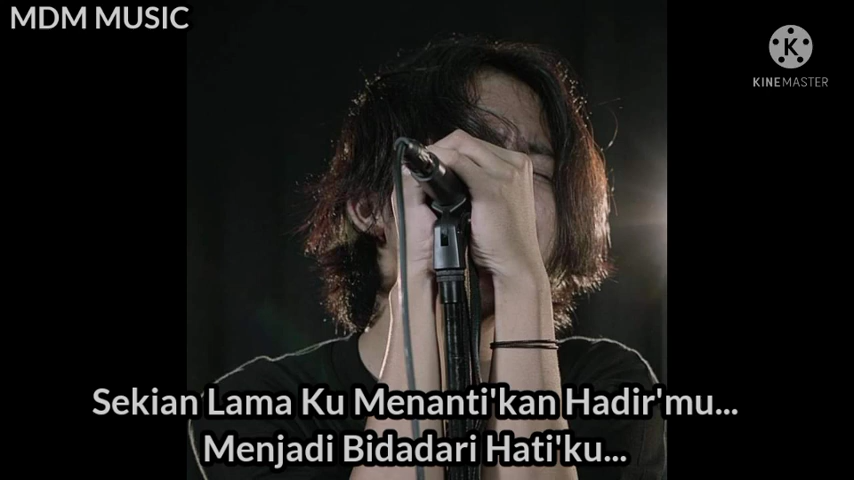 MDM MUSIC
K
KINEMASTER
Sekian Lama Ku Menanti'kan Hadir'mu...
Menjadi Bidadari Hati'ku...